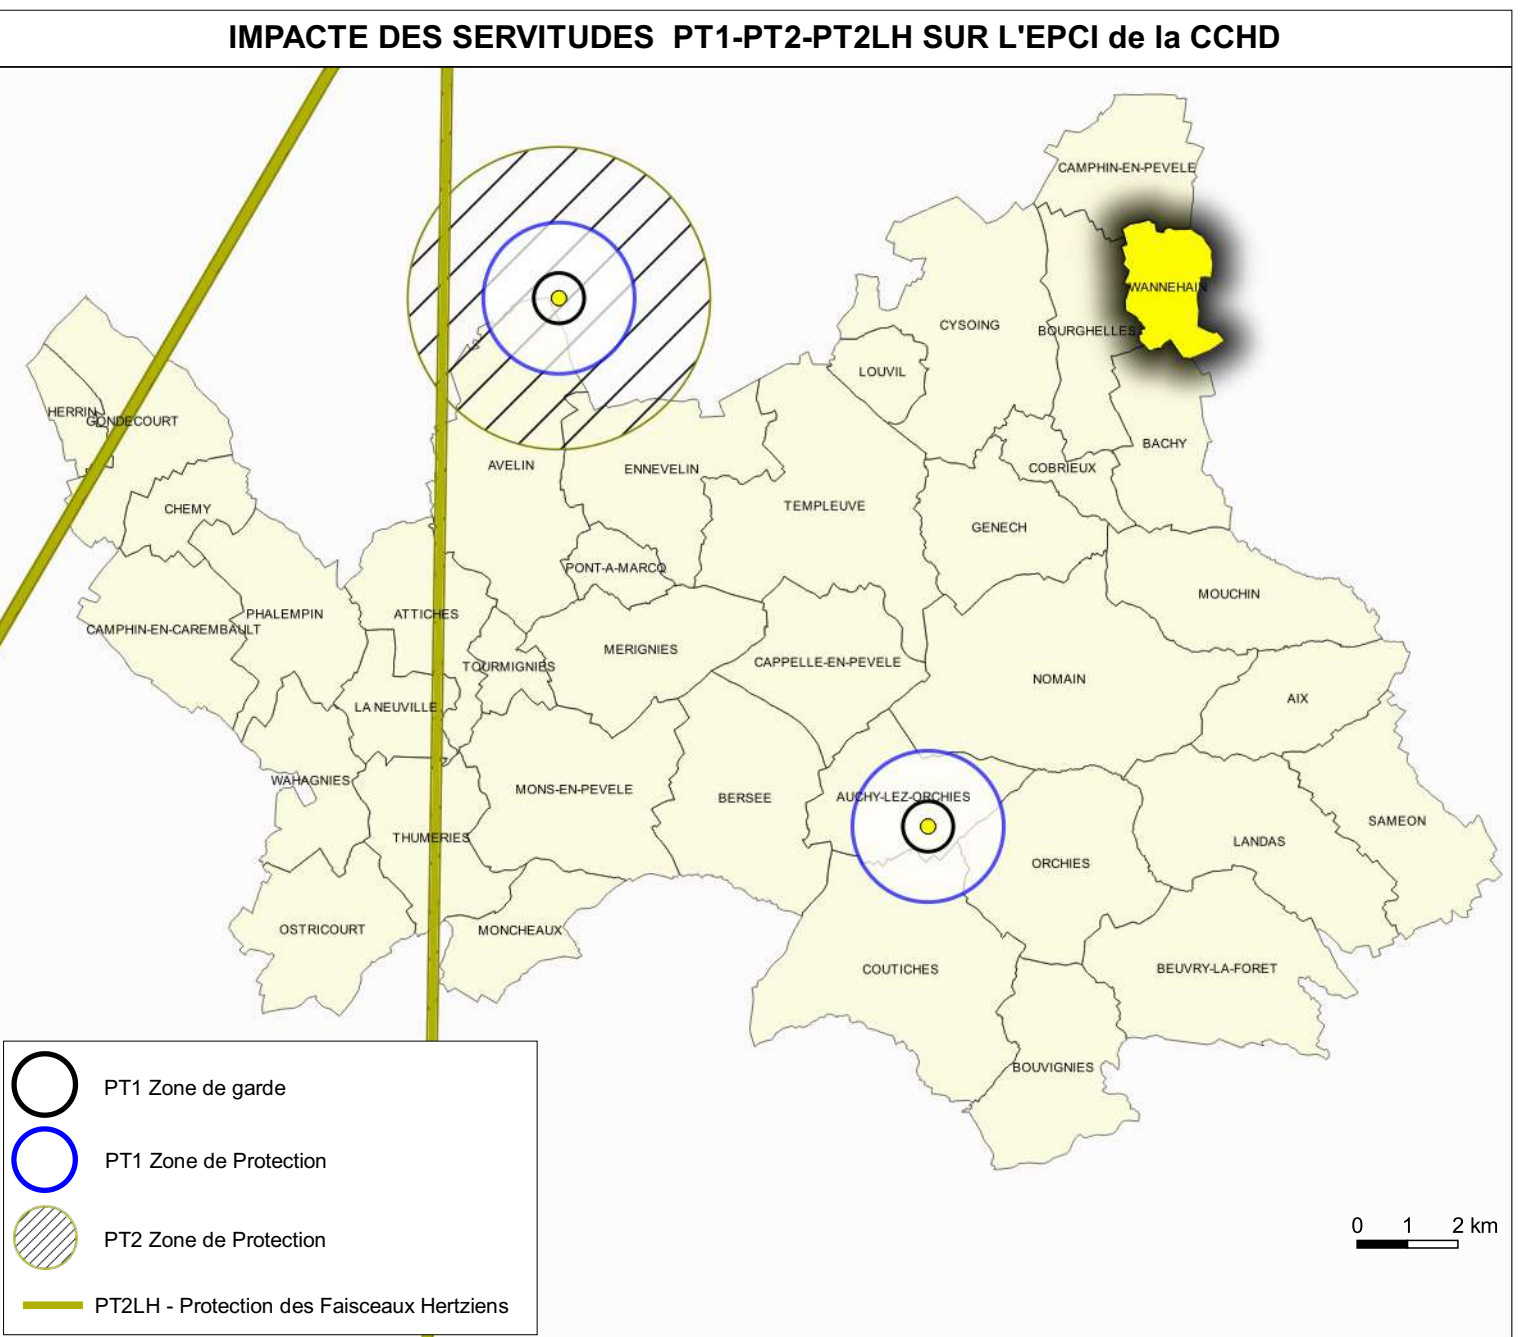 IMPACTE DES SERVITUDES PT1-PT2-PT2LH SUR L'EPCI de la CCHD
CAMPHIN-EN-PEVELE
WANNEHAIN
CYSOING
BOURGHELLES
LOUVIL
HERRIN
GONDECOURT
BACHY
AVELIN
ENNEVELIN
COBRIEUX
CHEMY
TEMPLEUVE
GENECH
PONT-A-MARCQ
MOUCHIN
PHALEMPIN
ATTICHES
CAMPHIN-EN-CAREMBAULT
MERIGNIES
TOURMIGNIES
CAPPELLE-EN-PEVELE
NOMAIN
AIX
LA NEUVILLE
WAHAGNIES
MONS-EN-PEVELE
BERSEE
AUCHY-LEZ-ORCHIES
SAMEON
THUMERIES
LANDAS
ORCHIES
OSTRICOURT
MONCHEAUX
COUTICHES
BEUVRY-LA-FORET
BOUVIGNIES
PT1 Zone de garde
PT1 Zone de Protection
PT2 Zone de Protection
PT2LH - Protection des Faisceaux Hertziens
0 1 2 km